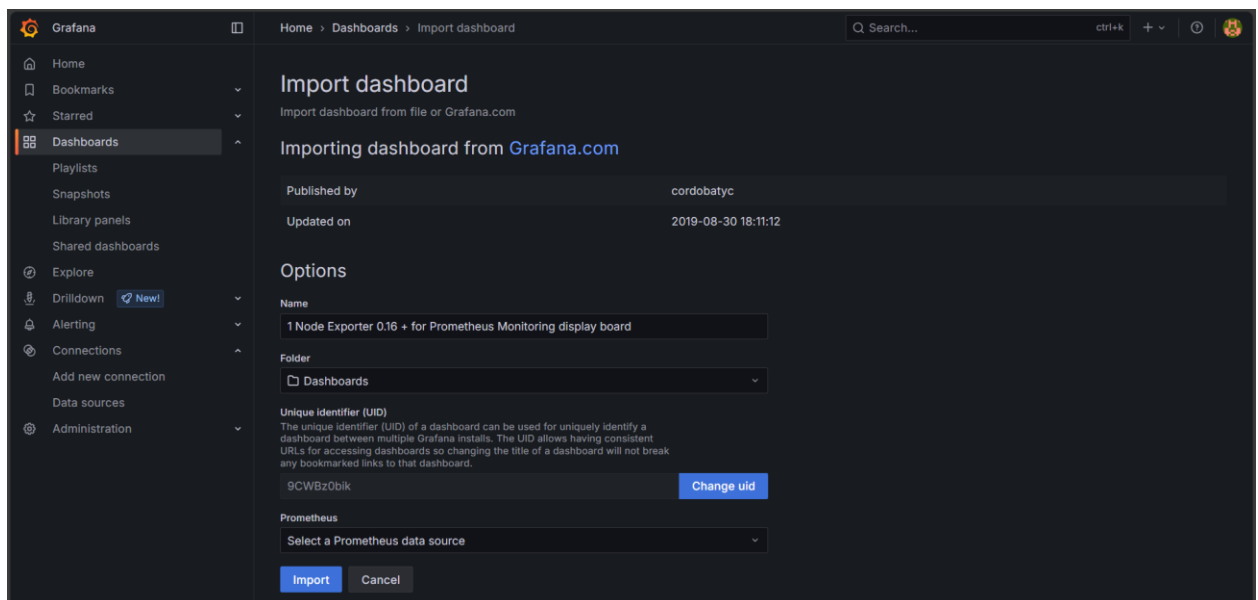 Grafana
Home › Dashboards › Import dashboard
Search...
ctrl+k
Home
Bookmarks
Starred
Dashboards
Playlists
Snapshots
Library panels
Shared dashboards
Explore
Drilldown New!
Alerting
Connections
Add new connection
Data sources
Administration
Import dashboard
Import dashboard from file or Grafana.com
Importing dashboard from Grafana.com
Published by cordobatyc
Updated on 2019-08-30 18:11:12
Options
Name
1 Node Exporter 0.16 + for Prometheus Monitoring display board
Folder
Dashboards
Unique identifier (UID)
The unique identifier (UID) of a dashboard can be used for uniquely identify a
dashboard between multiple Grafana installs. The UID allows having consistent
URLs for accessing dashboards so changing the title of a dashboard will not break
any bookmarked links to that dashboard.
9CWBz0bik Change uid
Prometheus
Select a Prometheus data source
Import Cancel